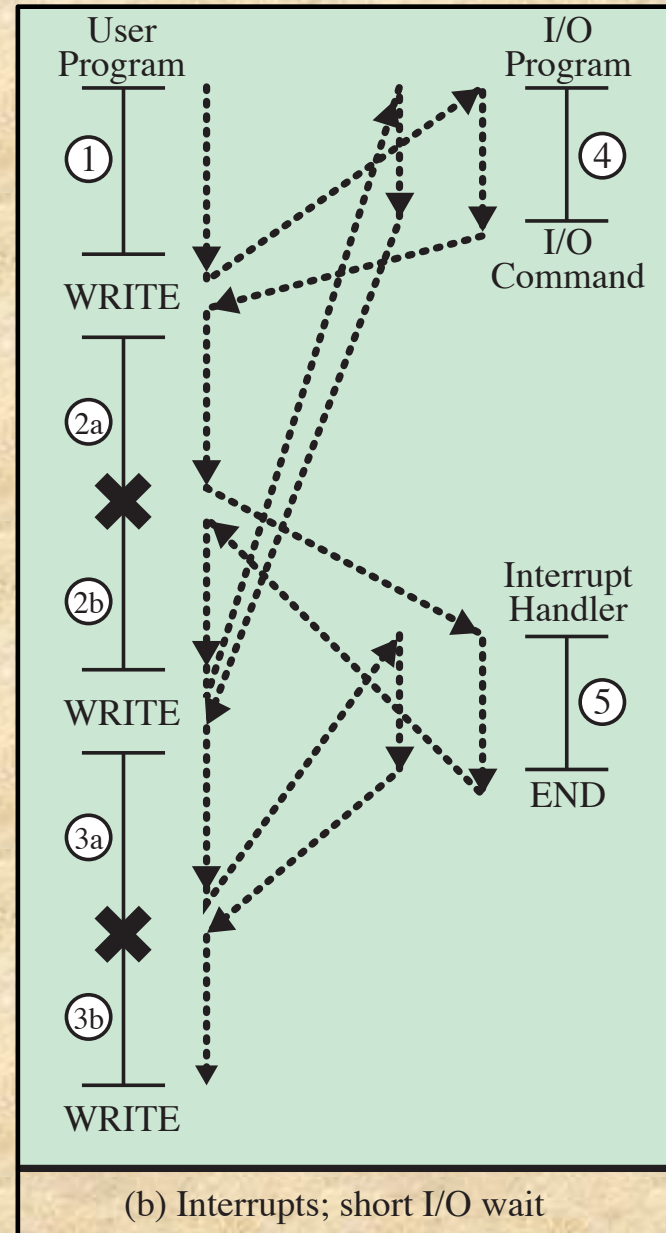 User
Program
1
WRITE
2a
2b
WRITE
3a
3b
WRITE
I/O
Program
4
I/O
Command
Interrupt
Handler
5
END
(b) Interrupts; short I/O wait